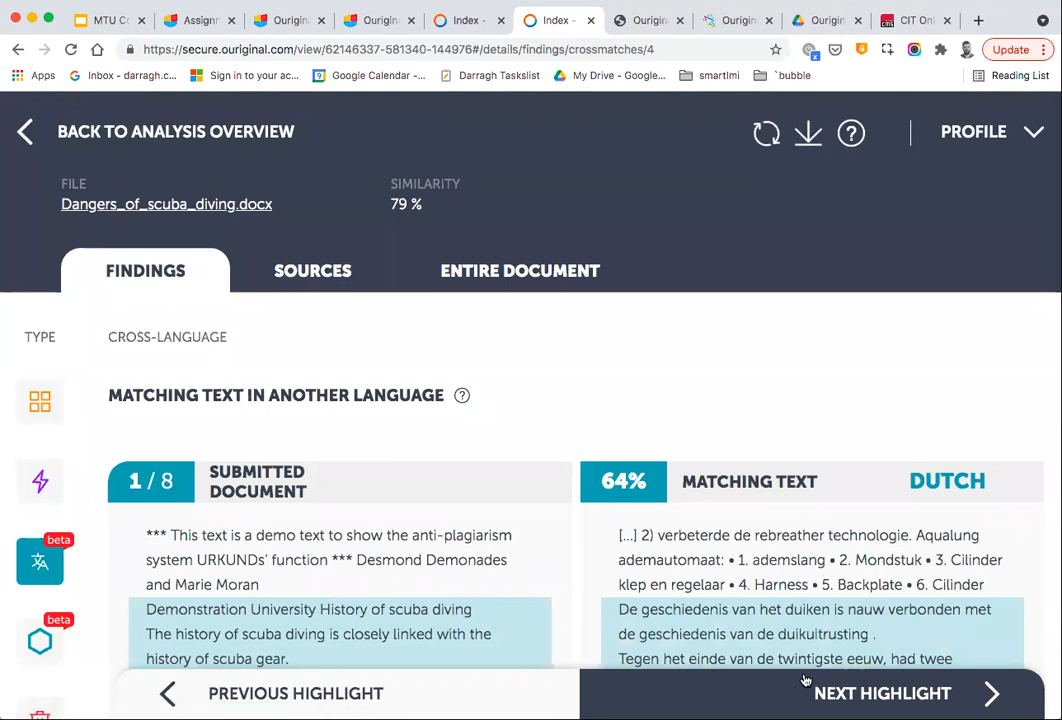 MTU Co
Assignr
Ourigin
Ourigin
Index -
Index -
Ourigin
Ourigin
Ourigin
CIT Onl
https://secure.ouriginal.com/view/62146337-581340-144976#/details/findings/crossmatches/4
Update
Apps
Inbox - darragh.c...
Sign in to your ac...
Google Calendar -...
Darragh Taskslist
My Drive - Google...
smartImi
`bubble
Reading List
BACK TO ANALYSIS OVERVIEW
PROFILE
FILE
SIMILARITY
Dangers_of_scuba_diving.docx
79 %
FINDINGS
SOURCES
ENTIRE DOCUMENT
TYPE
CROSS-LANGUAGE
MATCHING TEXT IN ANOTHER LANGUAGE ?
beta
beta
1 / 8
SUBMITTED
DOCUMENT
*** This text is a demo text to show the anti-plagiarism
system URKUNDs’ function *** Desmond Demonades
and Marie Moran
Demonstration University History of scuba diving
The history of scuba diving is closely linked with the
history of scuba gear.
64%
MATCHING TEXT
DUTCH
[...] 2) verbeterde de rebreather technologie. Aqualung
ademautomaat: • 1. ademslang • 2. Mondstuk • 3. Cilinder
klep en regelaar • 4. Harness • 5. Backplate • 6. Cilinder
De geschiedenis van het duiken is nauw verbonden met
de geschiedenis van de duikuitrusting .
Tegen het einde van de twintigste eeuw, had twee
PREVIOUS HIGHLIGHT
NEXT HIGHLIGHT